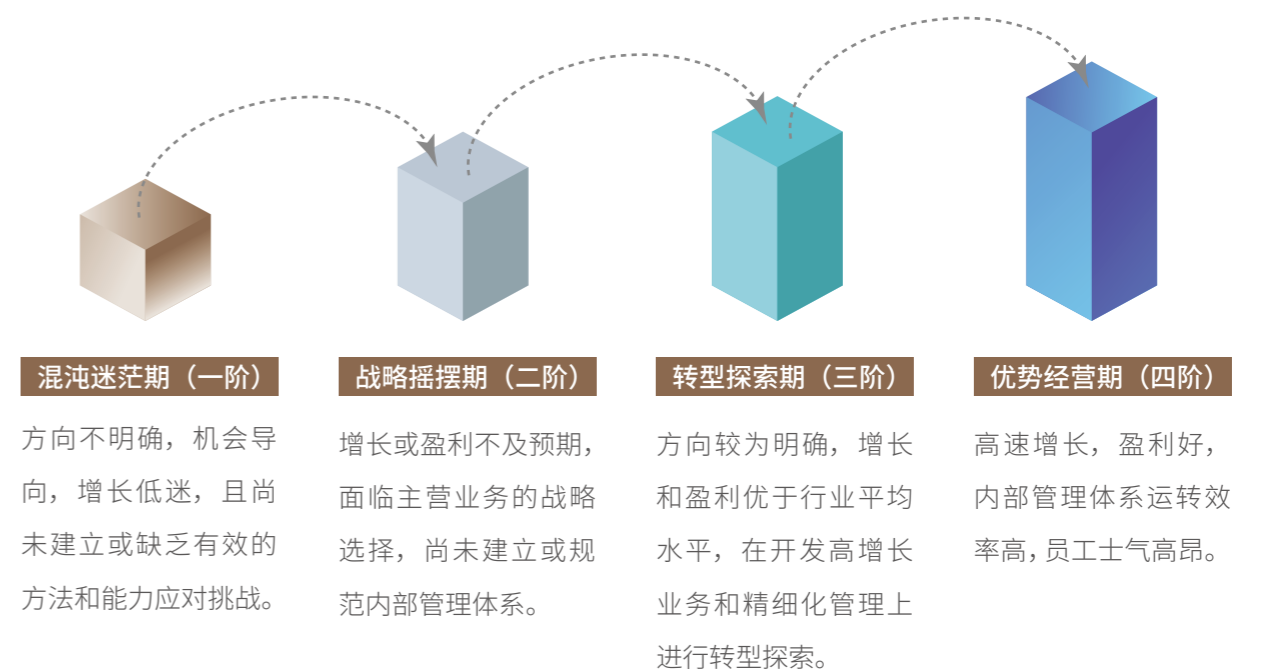 混沌迷茫期（一阶）
方向不明确，机会导
向，增长低迷，且尚
未建立或缺乏有效的
方法和能力应对挑战。
战略摇摆期（二阶）
增长或盈利不及预期，
面临主营业务的战略
选择，尚未建立或规
范内部管理体系。
转型探索期（三阶）
方向较为明确，增长
和盈利优于行业平均
水平，在开发高增长
业务和精细化管理上
进行转型探索。
优势经营期（四阶）
高速增长，盈利好，
内部管理体系运转效
率高，员工士气高昂。